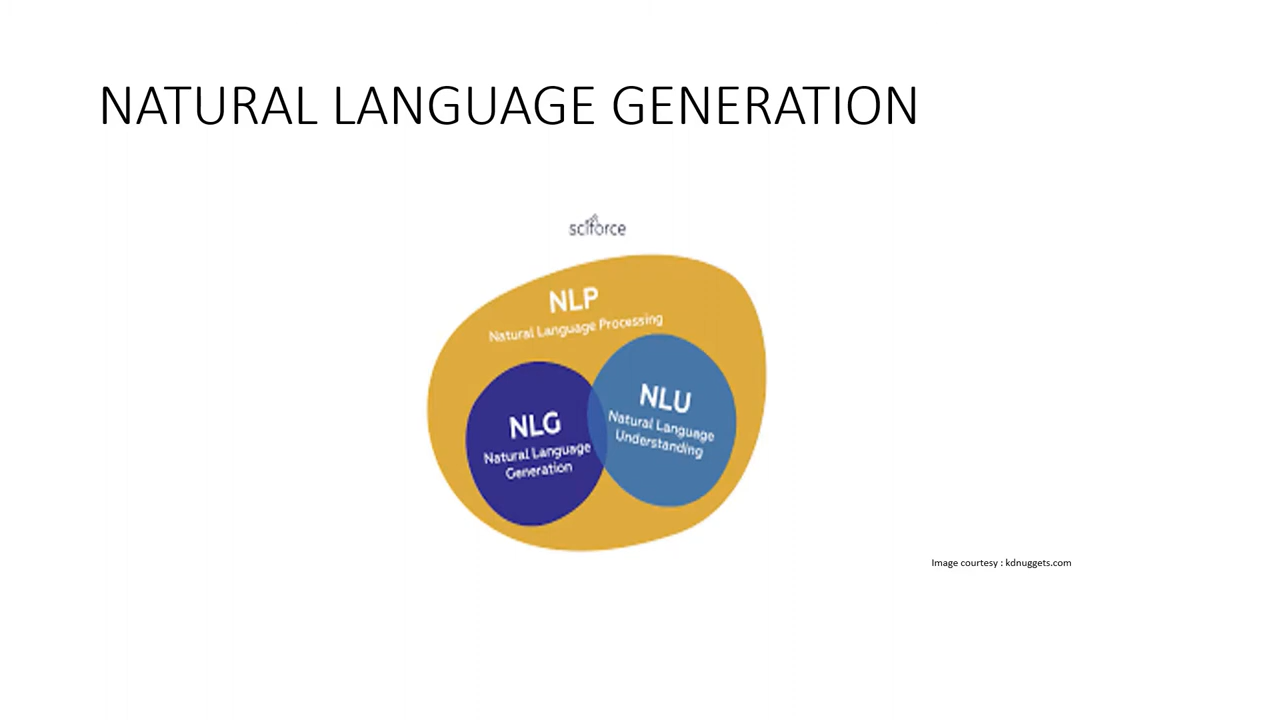 NATURAL LANGUAGE GENERATION
sciforce
NLP
Natural Language Processing
NLU
Natural Language
Understanding
NLG
Natural Language
Generation
Image courtesy : kdnuggets.com